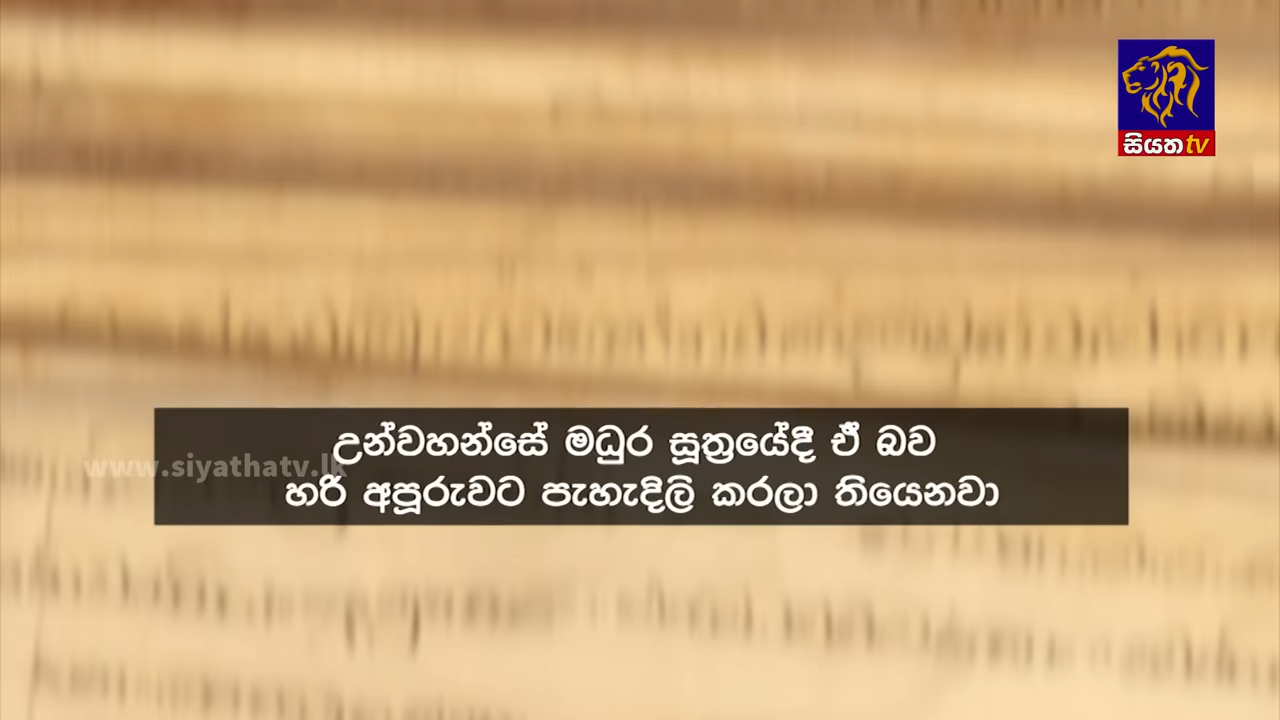 සියත tv
උන්වහන්සේ මධුර සූත්‍රයේදී ඒ බව
www.siyathatv.lk
හරි අපූරුවට පැහැදිලි කරලා තියෙනවා